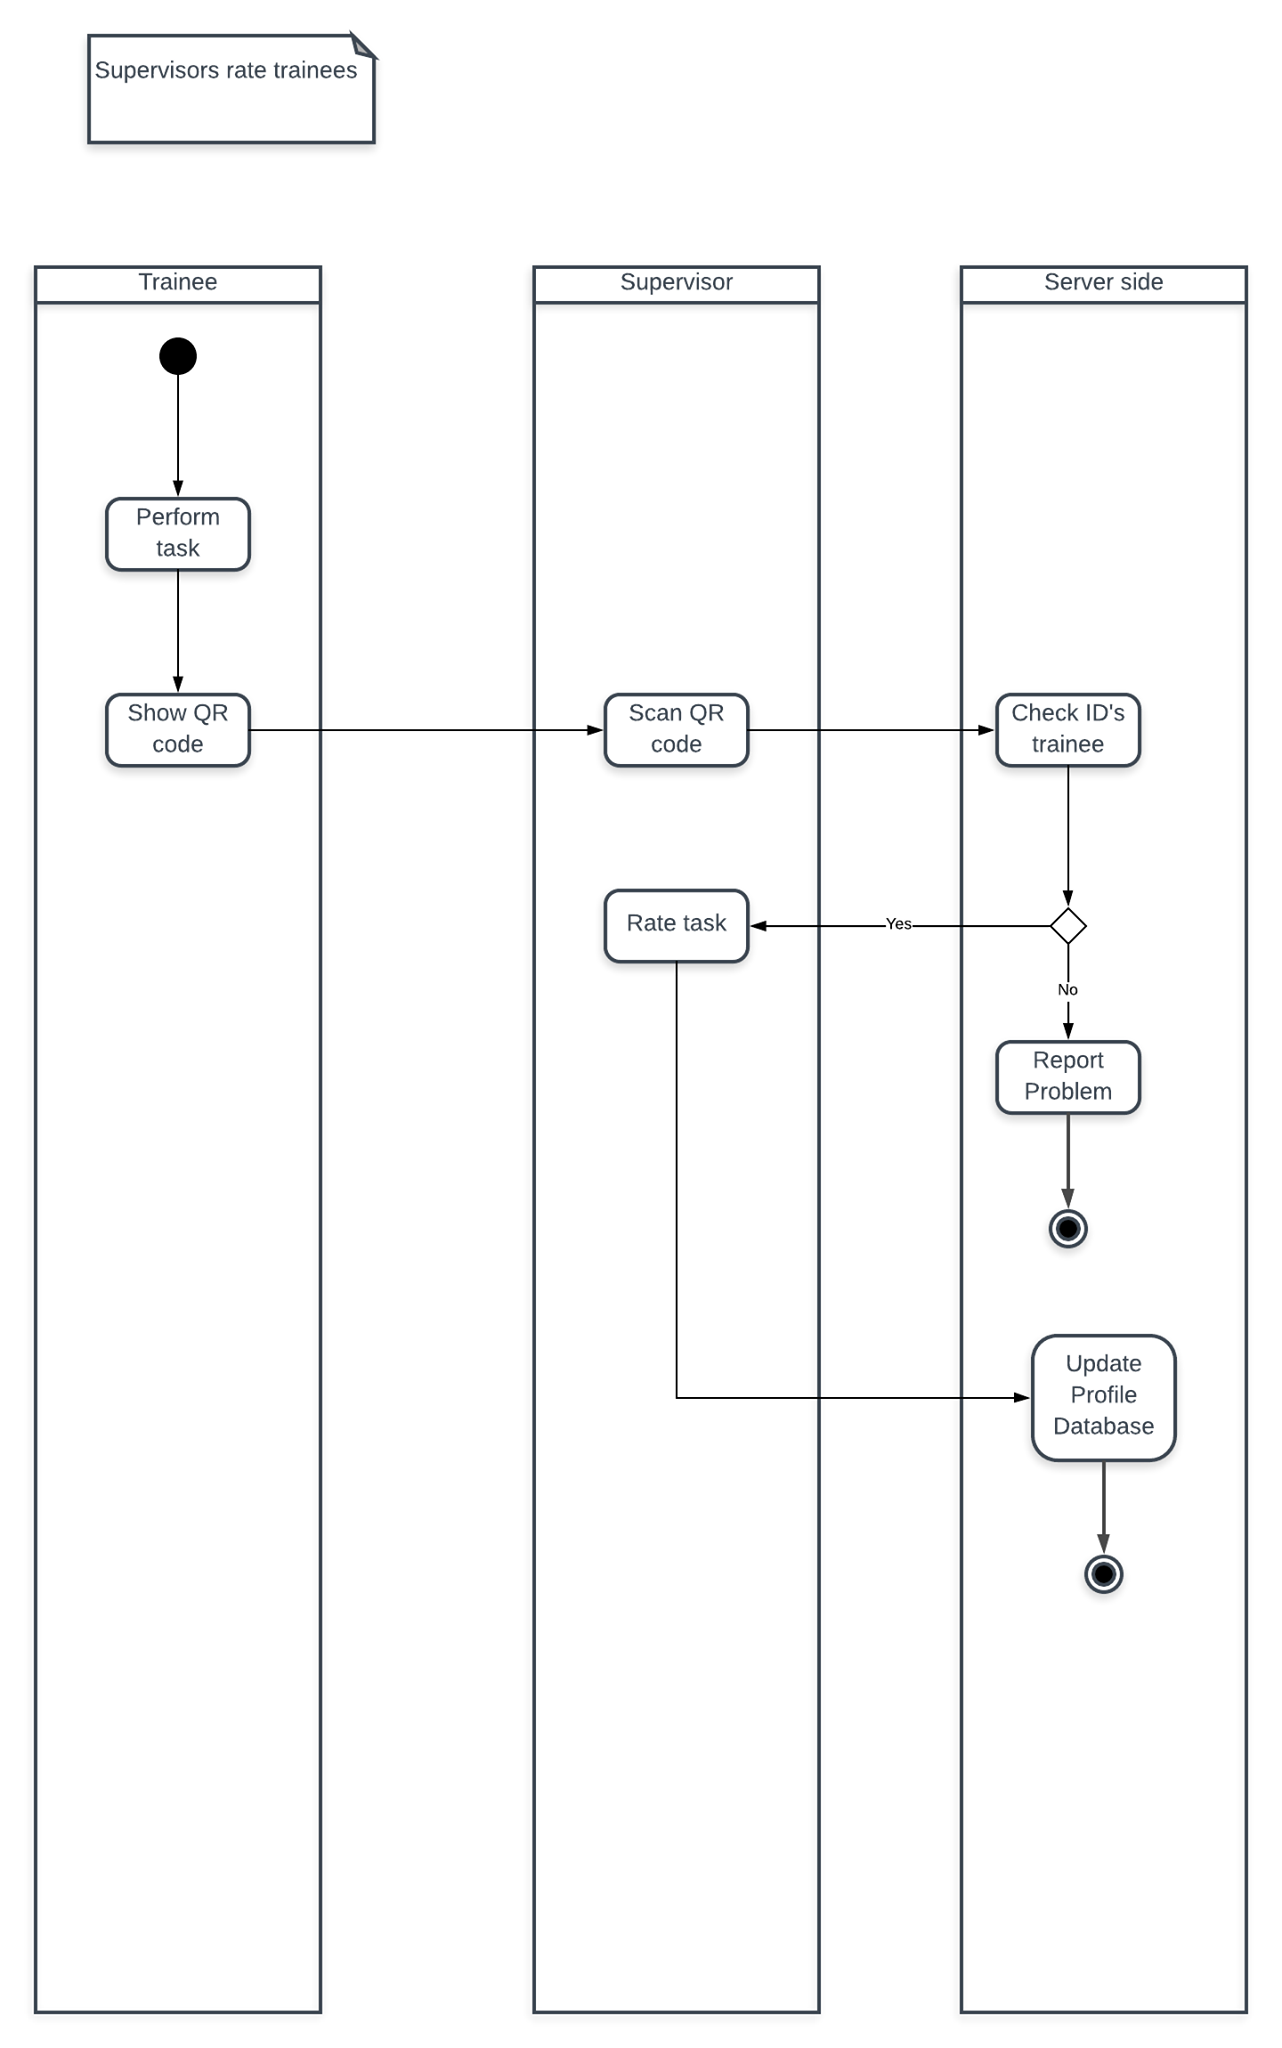 Supervisors rate trainees
Trainee
Supervisor
Server side
Perform
task
Show QR
code
Scan QR
code
Check ID's
trainee
Rate task
Yes
No
Report
Problem
Update
Profile
Database